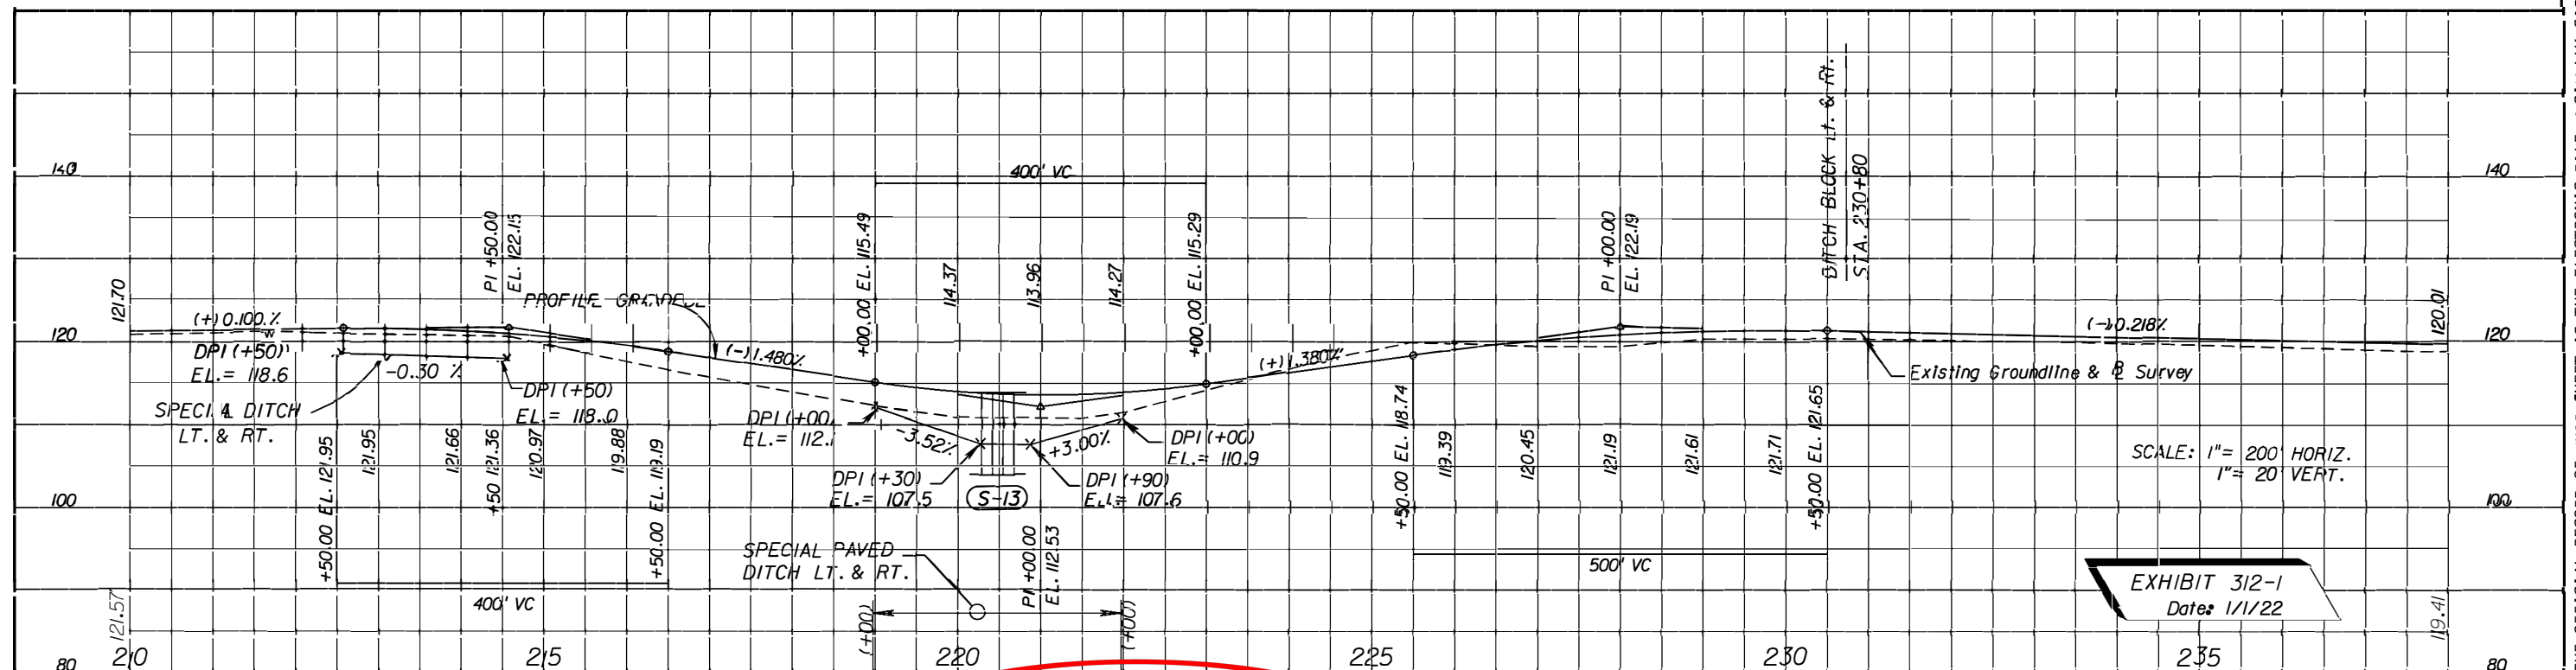 140
140
400' VC
DITCH BLOCK Lt. & Rt.
STA. 230+80
PI +50.00
EL. 122.15
+00.00 EL. 115.49
114.37
113.96
114.27
+00.00 EL. 115.29
PI +00.00
EL. 122.19
121.70
120.01
PROFILE GRADE
(+)0.100%
(-)1.480%
(+)1.380%
(-)0.218%
120
120
DPI (+50)
EL.= 118.6
-0.30 %
SPECIAL DITCH
LT. & RT.
DPI (+50)
EL.= 118.0
Existing Groundline & ℄ Survey
DPI (+00)
EL.= 112.1
-3.52%
+3.00%
DPI (+00)
EL.= 110.9
DPI (+30)
EL.= 107.5
S-13
DPI (+90)
EL.= 107.6
+50.00 EL. 121.95
121.95
121.66
+50 121.36
120.97
119.88
+50.00 EL. 119.19
+50.00 EL. 118.74
119.39
120.45
121.19
121.61
121.71
+50.00 EL. 121.65
SCALE: 1"= 200' HORIZ.
1"= 20' VERT.
100
100
SPECIAL PAVED
DITCH LT. & RT.
PI +00.00
EL. 112.53
500' VC
400' VC
EXHIBIT 312-1
Date: 1/1/22
121.57
(+00)
(+00)
119.41
80
210
215
220
225
230
235
80